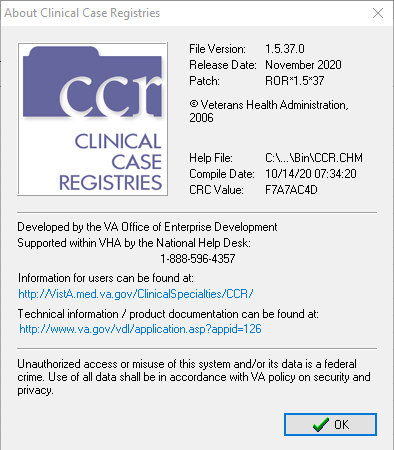 About Clinical Case Registries
ccr
CLINICAL
CASE
REGISTRIES
File Version: 1.5.37.0
Release Date: November 2020
Patch: ROR*1.5*37
© Veterans Health Administration,
2006
Help File: C:\...\Bin\CCR.CHM
Compile Date: 10/14/20 07:34:20
CRC Value: F7A7AC4D
Developed by the VA Office of Enterprise Development
Supported within VHA by the National Help Desk:
1-888-596-4357
Information for users can be found at:
http://VistA.med.va.gov/ClinicalSpecialties/CCR/
Technical information / product documentation can be found at:
http://www.va.gov/vdl/application.asp?appid=126
Unauthorized access or misuse of this system and/or its data is a federal
crime. Use of all data shall be in accordance with VA policy on security and
privacy.
OK